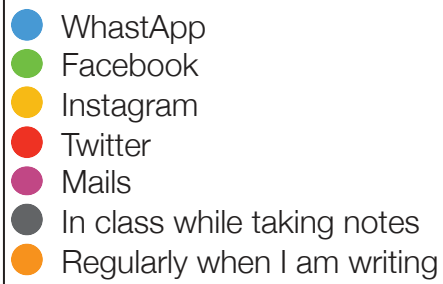 WhastApp
Facebook
Instagram
Twitter
Mails
In class while taking notes
Regularly when I am writing